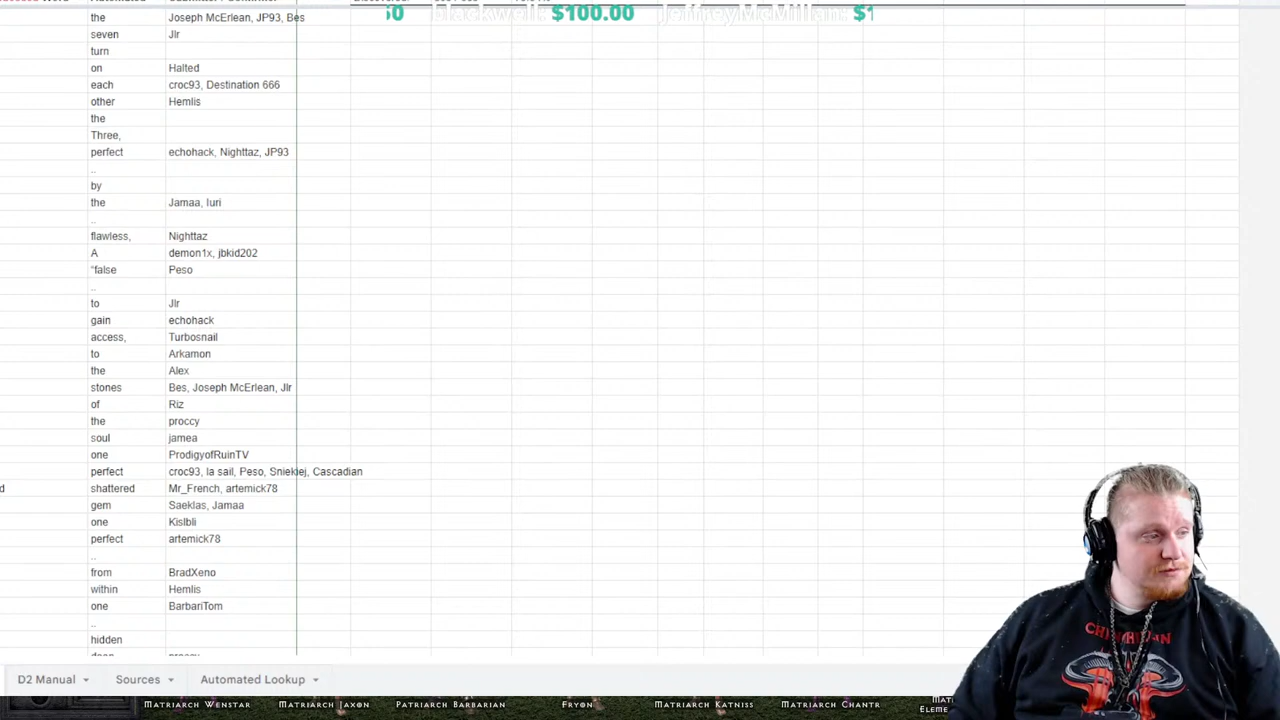 $100.00 JeffreyMcMillan: $1
the Joseph McErlean, JP93, Bes
seven Jlr
turn
on Halted
each croc93, Destination 666
other Hemlis
the
Three,
perfect echohack, Nighttaz, JP93
..
by
the Jamaa, Iuri
..
flawless, Nighttaz
A demon1x, jbkid202
"false Peso
..
to Jlr
gain echohack
access, Turbosnail
to Arkamon
the Alex
stones Bes, Joseph McErlean, Jlr
of Riz
the proccy
soul jamea
one ProdigyofRuinTV
perfect croc93, la sail, Peso, Sniekiej, Cascadian
d shattered Mr_French, artemick78
gem Saeklas, Jamaa
one Kislbli
perfect artemick78
..
from BradXeno
within Hemlis
one BarbariTom
..
hidden
D2 Manual Sources Automated Lookup
Matriarch Wenstar Matriarch Jaxon Patriarch Barbarian Fryon Matriarch Katniss Matriarch Chantr